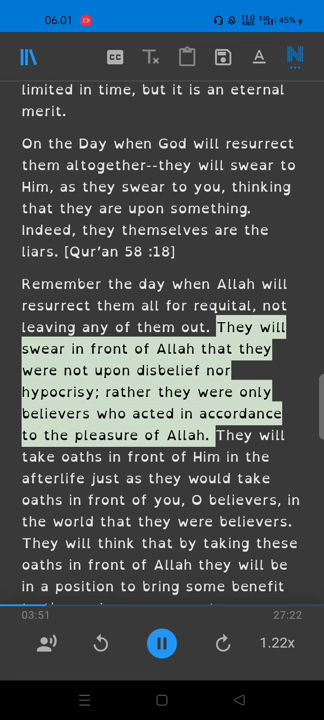 06.01
11.0
KB/S
45%
CC
N
limited in time, but it is an eternal
merit.
On the Day when God will resurrect
them altogether--they will swear to
Him, as they swear to you, thinking
that they are upon something.
Indeed, they themselves are the
liars. [Qur’an 58 :18]
Remember the day when Allah will
resurrect them all for requital, not
leaving any of them out. They will
swear in front of Allah that they
were not upon disbelief nor
hypocrisy; rather they were only
believers who acted in accordance
to the pleasure of Allah. They will
take oaths in front of Him in the
afterlife just as they would take
oaths in front of you, O believers, in
the world that they were believers.
They will think that by taking these
oaths in front of Allah they will be
in a position to bring some benefit
03:51
27:22
1.22x